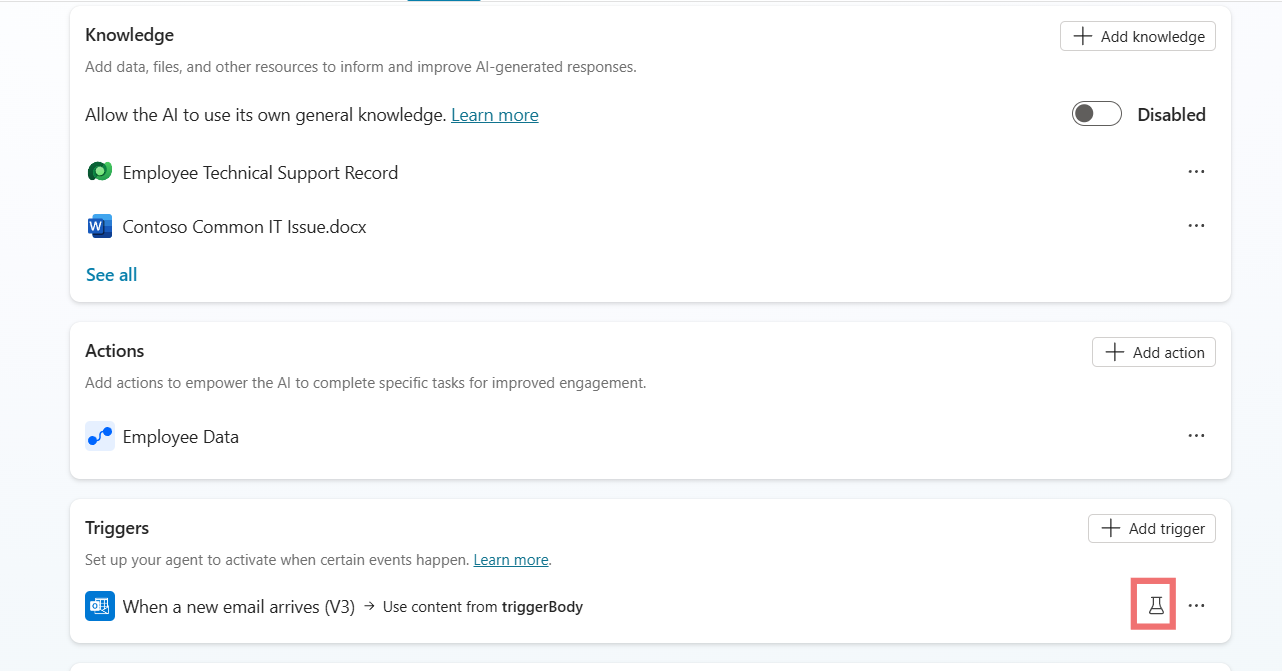 Knowledge
Add knowledge
Add data, files, and other resources to inform and improve AI-generated responses.
Allow the AI to use its own general knowledge. Learn more
Disabled
Employee Technical Support Record
Contoso Common IT Issue.docx
See all
Actions
Add action
Add actions to empower the AI to complete specific tasks for improved engagement.
Employee Data
Triggers
Add trigger
Set up your agent to activate when certain events happen. Learn more.
When a new email arrives (V3) → Use content from triggerBody